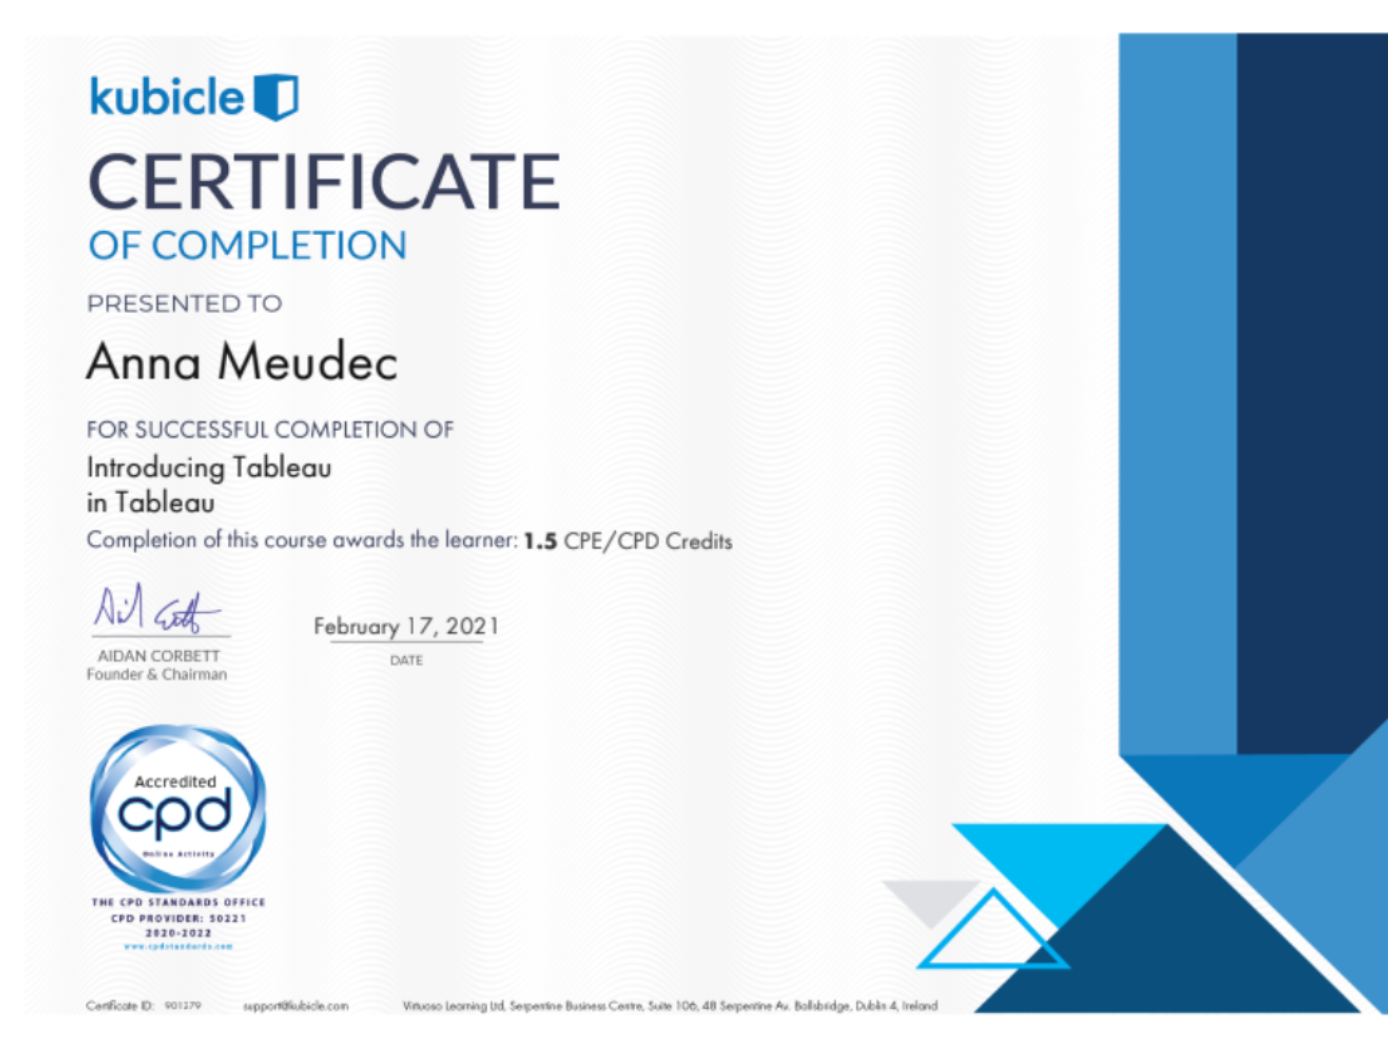 kubicle
CERTIFICATE
OF COMPLETION
PRESENTED TO
Anna Meudec
FOR SUCCESSFUL COMPLETION OF
Introducing Tableau
in Tableau
Completion of this course awards the learner: 1.5 CPE/CPD Credits
February 17, 2021
AIDAN CORBETT
Founder & Chairman
DATE
Accredited
cpd
Online Activity
THE CPD STANDARDS OFFICE
CPD PROVIDER: 50221
2020-2022
www.cpdstandards.com
Certificate ID: 901279 support@kubicle.com Virtuoso Learning Ltd, Serpentine Business Centre, Suite 106, 48 Serpentine Av. Ballsbridge, Dublin 4, Ireland